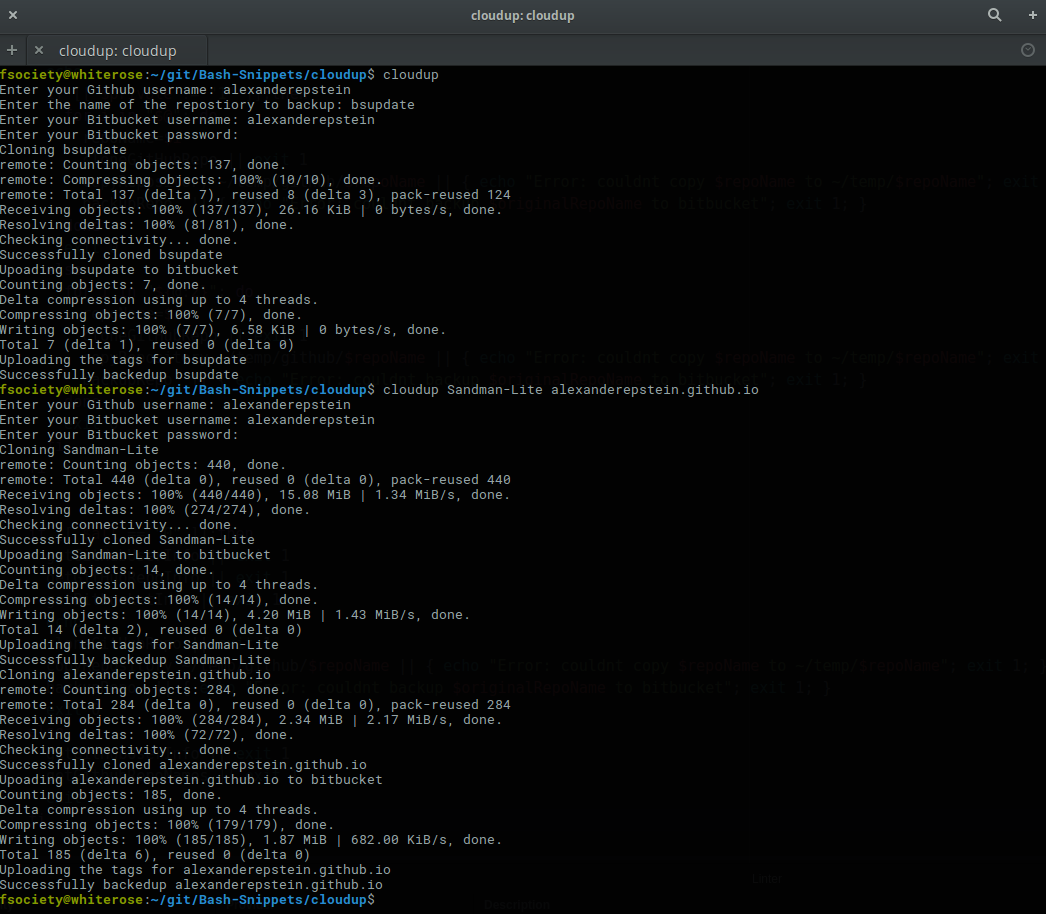 cloudup: cloudup
cloudup: cloudup
fsociety@whiterose:~/git/Bash-Snippets/cloudup$ cloudup
Enter your Github username: alexanderepstein
Enter the name of the repostiory to backup: bsupdate
Enter your Bitbucket username: alexanderepstein
Enter your Bitbucket password:
Cloning bsupdate
remote: Counting objects: 137, done.
remote: Compressing objects: 100% (10/10), done.
remote: Total 137 (delta 7), reused 8 (delta 3), pack-reused 124
Receiving objects: 100% (137/137), 26.16 KiB | 0 bytes/s, done.
Resolving deltas: 100% (81/81), done.
Checking connectivity... done.
Successfully cloned bsupdate
Upoading bsupdate to bitbucket
Counting objects: 7, done.
Delta compression using up to 4 threads.
Compressing objects: 100% (7/7), done.
Writing objects: 100% (7/7), 6.58 KiB | 0 bytes/s, done.
Total 7 (delta 1), reused 0 (delta 0)
Uploading the tags for bsupdate
Successfully backedup bsupdate
fsociety@whiterose:~/git/Bash-Snippets/cloudup$ cloudup Sandman-Lite alexanderepstein.github.io
Enter your Github username: alexanderepstein
Enter your Bitbucket username: alexanderepstein
Enter your Bitbucket password:
Cloning Sandman-Lite
remote: Counting objects: 440, done.
remote: Total 440 (delta 0), reused 0 (delta 0), pack-reused 440
Receiving objects: 100% (440/440), 15.08 MiB | 1.34 MiB/s, done.
Resolving deltas: 100% (274/274), done.
Checking connectivity... done.
Successfully cloned Sandman-Lite
Upoading Sandman-Lite to bitbucket
Counting objects: 14, done.
Delta compression using up to 4 threads.
Compressing objects: 100% (14/14), done.
Writing objects: 100% (14/14), 4.20 MiB | 1.43 MiB/s, done.
Total 14 (delta 2), reused 0 (delta 0)
Uploading the tags for Sandman-Lite
Successfully backedup Sandman-Lite
Cloning alexanderepstein.github.io
remote: Counting objects: 284, done.
remote: Total 284 (delta 0), reused 0 (delta 0), pack-reused 284
Receiving objects: 100% (284/284), 2.34 MiB | 2.17 MiB/s, done.
Resolving deltas: 100% (72/72), done.
Checking connectivity... done.
Successfully cloned alexanderepstein.github.io
Upoading alexanderepstein.github.io to bitbucket
Counting objects: 185, done.
Delta compression using up to 4 threads.
Compressing objects: 100% (179/179), done.
Writing objects: 100% (185/185), 1.87 MiB | 682.00 KiB/s, done.
Total 185 (delta 6), reused 0 (delta 0)
Uploading the tags for alexanderepstein.github.io
Successfully backedup alexanderepstein.github.io
fsociety@whiterose:~/git/Bash-Snippets/cloudup$